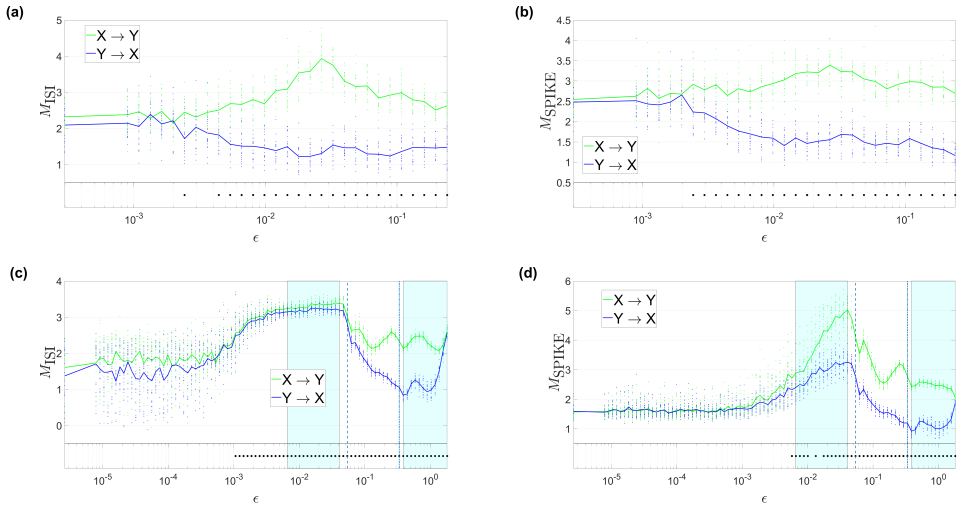 (a)
M_ISI
5
4
3
2
1
X → Y
Y → X
10^-3
10^-2
10^-1
ϵ
(b)
M_SPIKE
4.5
4
3.5
3
2.5
2
1.5
1
0.5
X → Y
Y → X
10^-3
10^-2
10^-1
ϵ
(c)
M_ISI
4
3
2
1
0
X → Y
Y → X
10^-5
10^-4
10^-3
10^-2
10^-1
10^0
ϵ
(d)
M_SPIKE
6
5
4
3
2
1
X → Y
Y → X
10^-5
10^-4
10^-3
10^-2
10^-1
10^0
ϵ